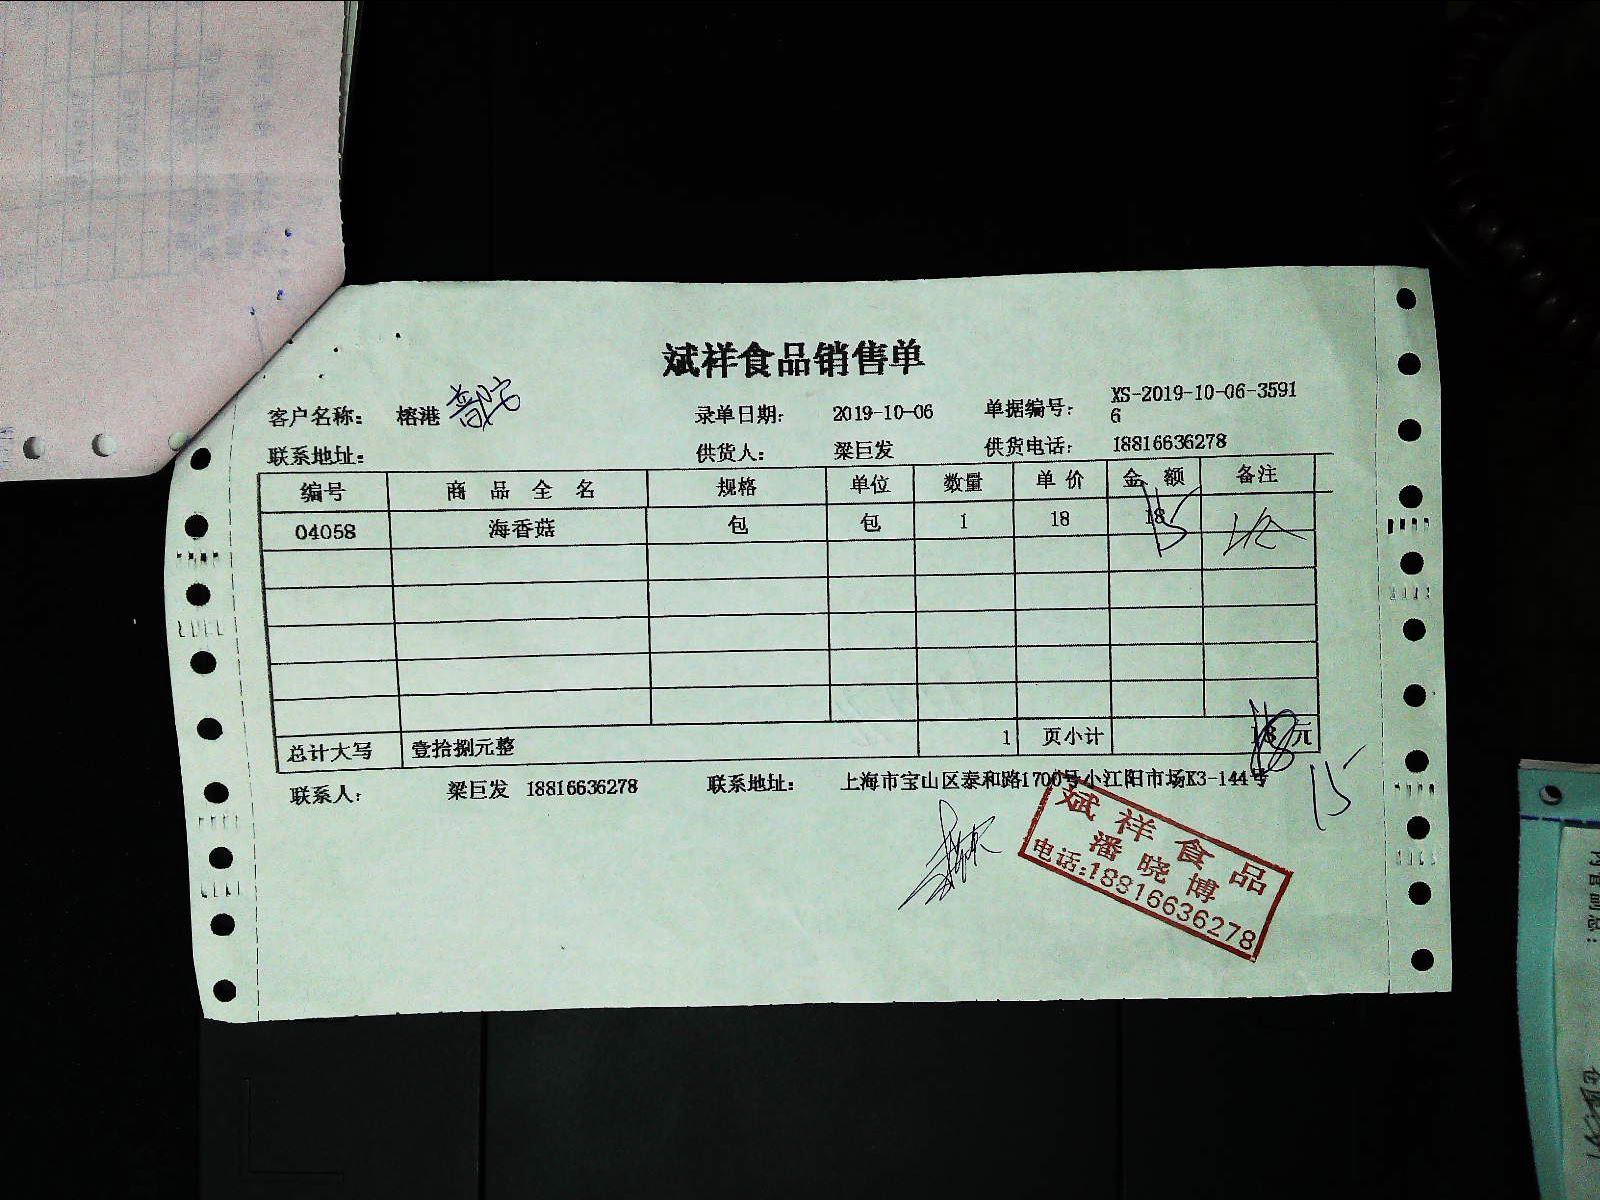 斌祥食品销售单
客户名称： 榕港 录单日期： 2019-10-06 单据编号： XS-2019-10-06-3591
6
联系地址： 供货人： 梁巨发 供货电话： 18816636278
编号 商品全名 规格 单位 数量 单价 金额 备注
04058 海香菇 包 包 1 18 18 15
总计大写 壹拾捌元整 1 页小计 18元
15
联系人： 梁巨发 18816636278 联系地址： 上海市宝山区泰和路1700号小江阳市场K3-144号
斌祥食品
潘晓博
电话:18816636278